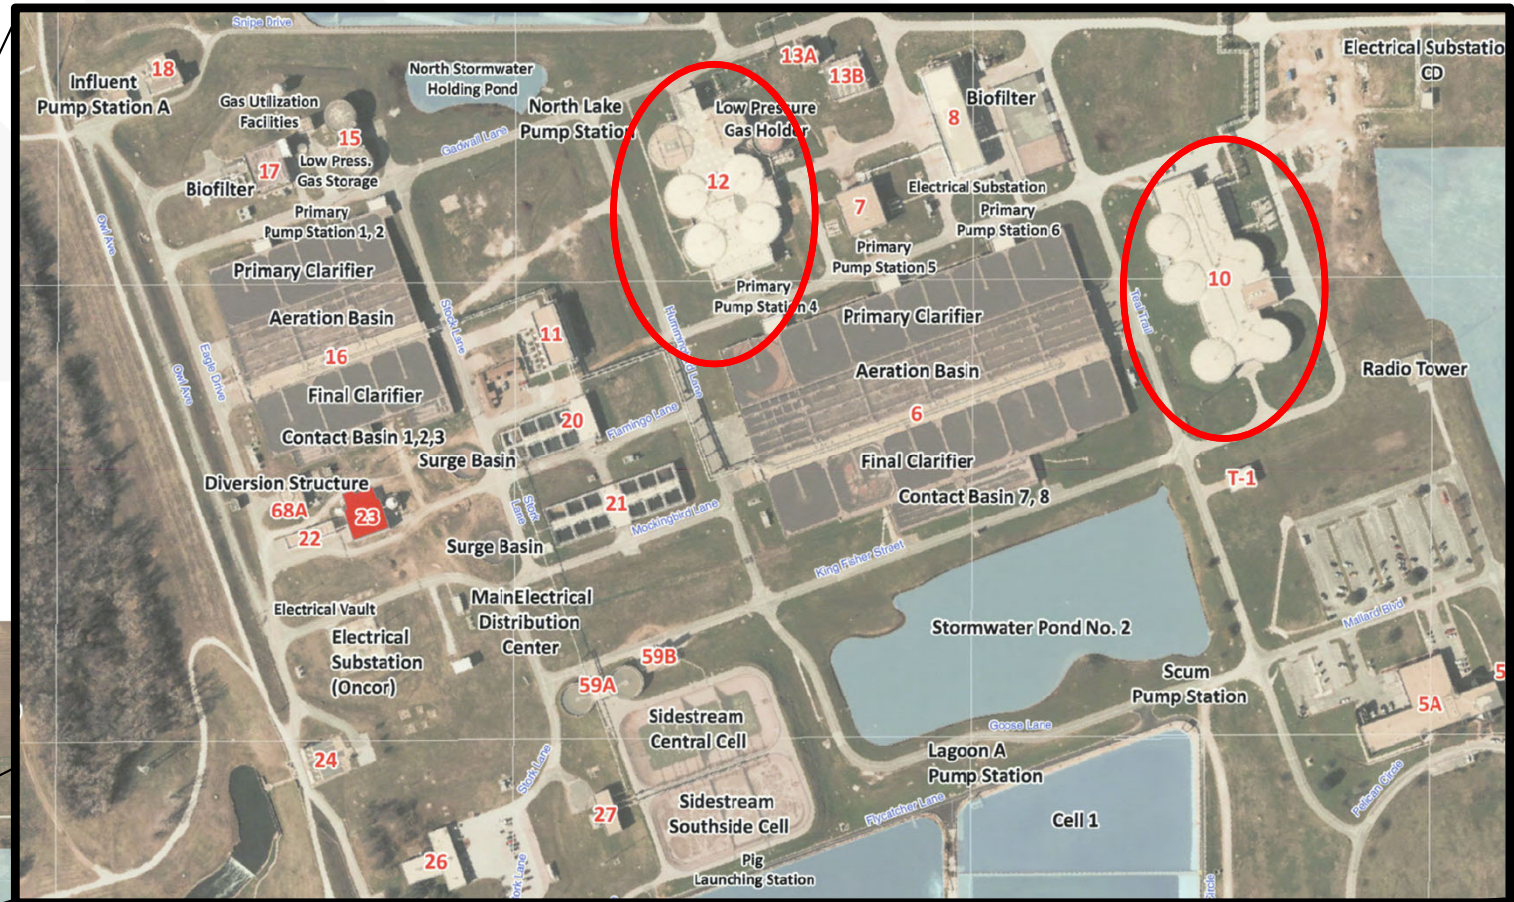 Snipe Drive
18
Influent
Pump Station A
Gas Utilization
Facilities
North Stormwater
Holding Pond
North Lake
Pump Station
13A
13B
Low Pressure
Gas Holder
Biofilter
8
Electrical Substatio
CD
15
Low Press.
Gas Storage
17
Biofilter
Gadwall Lane
12
7
Electrical Substation
Primary
Pump Station 6
Primary
Pump Station 5
Primary
Pump Station 1, 2
Owl Ave
Primary Clarifier
Aeration Basin
16
Final Clarifier
Contact Basin 1,2,3
Eagle Drive
Owl Ave
11
Primary
Pump Station 4
Primary Clarifier
Aeration Basin
6
Final Clarifier
Contact Basin 7, 8
Teal Trail
10
Radio Tower
20
Flamingo Lane
Surge Basin
Diversion Structure
68A
23
22
21
Mockingbird Lane
Stork
Lane
Surge Basin
T-1
King Fisher Street
Electrical Vault
Electrical
Substation
(Oncor)
MainElectrical
Distribution
Center
Stormwater Pond No. 2
Mallard Blvd
59B
59A
Scum
Pump Station
5
5A
Sidestream
Central Cell
Goose Lane
Lagoon A
Pump Station
24
Stork Lane
27
Sidestream
Southside Cell
Flycatcher Lane
Cell 1
Pelican Circle
26
Pig
Launching Station
ork Lane
ircle